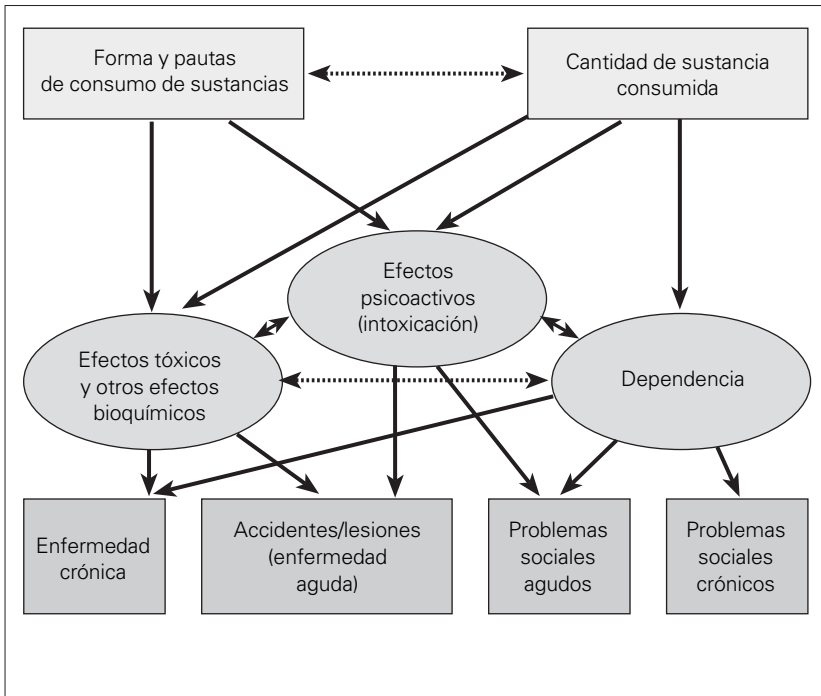 Forma y pautas
de consumo de sustancias
Cantidad de sustancia
consumida
Efectos
psicoactivos
(intoxicación)
Efectos tóxicos
y otros efectos
bioquímicos
Dependencia
Enfermedad
crónica
Accidentes/lesiones
(enfermedad
aguda)
Problemas
sociales
agudos
Problemas
sociales
crónicos